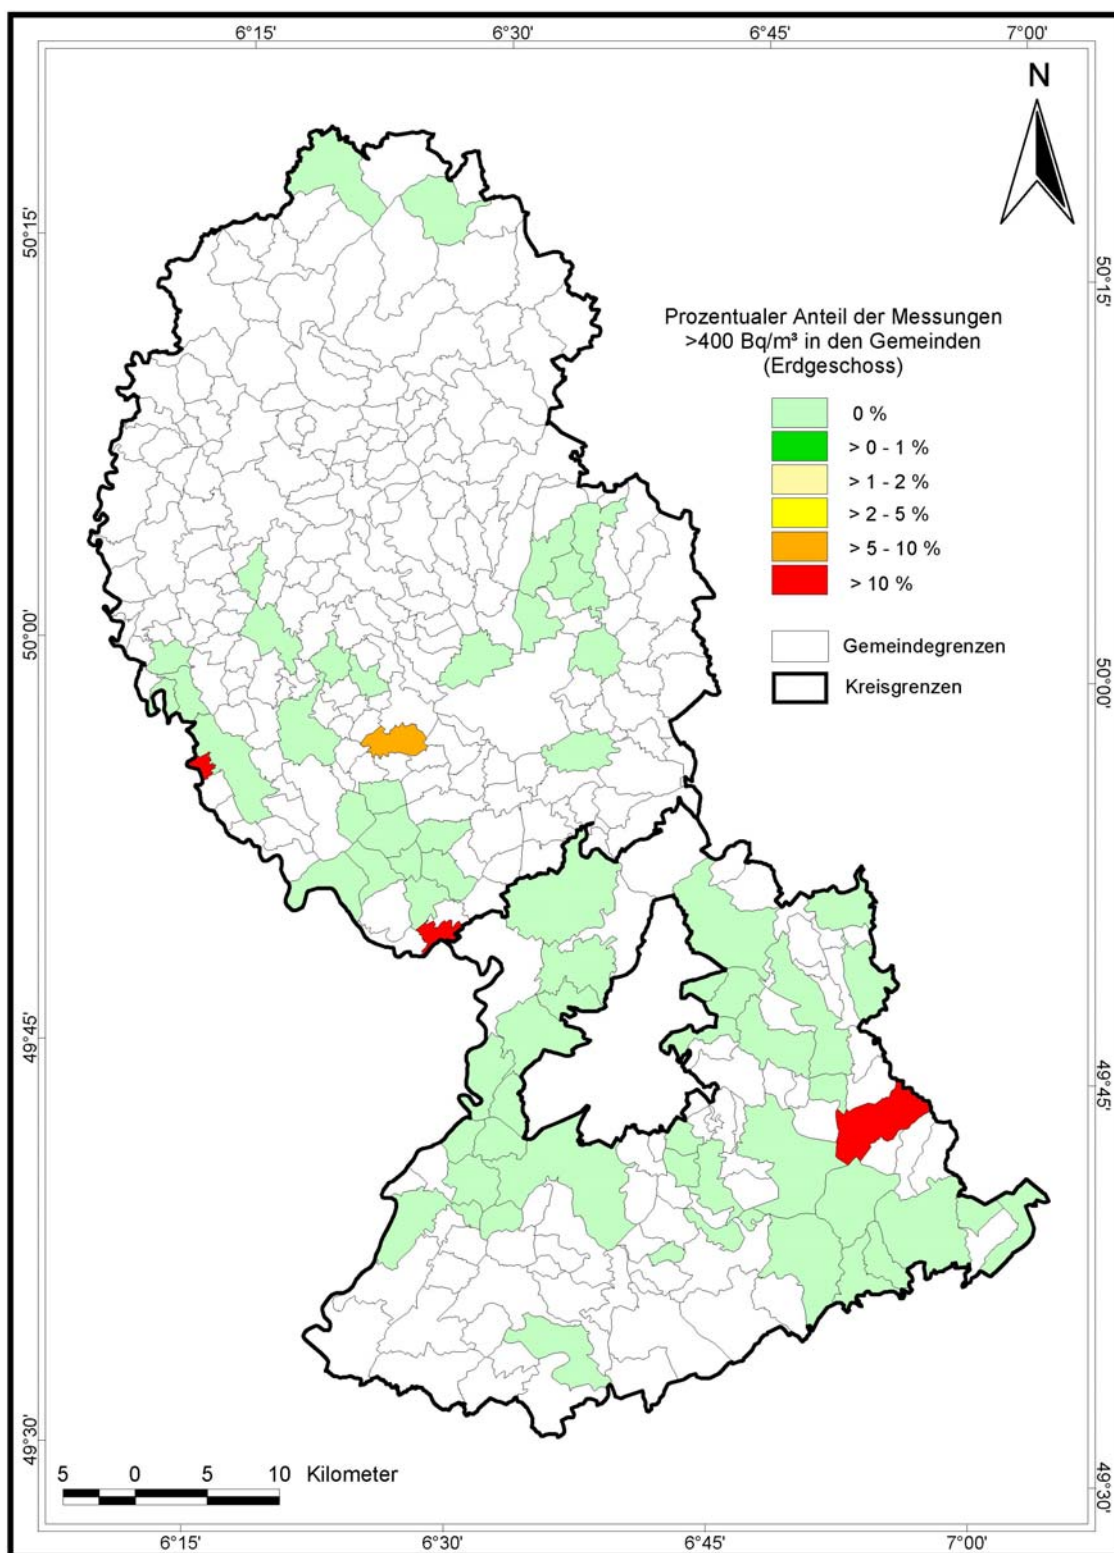 6°15' 6°30' 6°45' 7°00'
N
50°15'
50°15'
Prozentualer Anteil der Messungen
>400 Bq/m³ in den Gemeinden
(Erdgeschoss)
0 %
> 0 - 1 %
> 1 - 2 %
> 2 - 5 %
> 5 - 10 %
> 10 %
50°00'
Gemeindegrenzen
50°00'
Kreisgrenzen
49°45'
49°45'
49°30'
5 0 5 10 Kilometer
49°30'
6°15' 6°30' 6°45' 7°00'